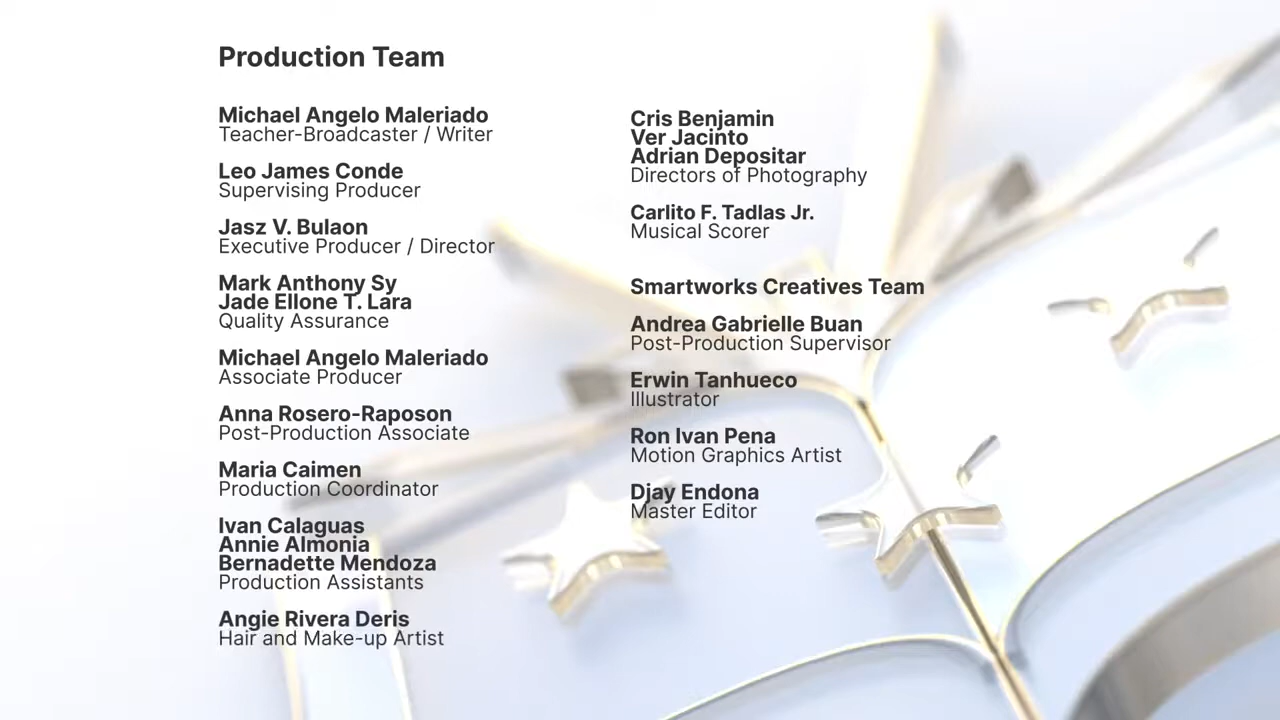 Production Team
Michael Angelo Maleriado
Teacher-Broadcaster / Writer
Leo James Conde
Supervising Producer
Jasz V. Bulaon
Executive Producer / Director
Mark Anthony Sy
Jade Ellone T. Lara
Quality Assurance
Michael Angelo Maleriado
Associate Producer
Anna Rosero-Raposon
Post-Production Associate
Maria Caimen
Production Coordinator
Ivan Calaguas
Annie Almonia
Bernadette Mendoza
Production Assistants
Angie Rivera Deris
Hair and Make-up Artist
Cris Benjamin
Ver Jacinto
Adrian Depositar
Directors of Photography
Carlito F. Tadlas Jr.
Musical Scorer
Smartworks Creatives Team
Andrea Gabrielle Buan
Post-Production Supervisor
Erwin Tanhueco
Illustrator
Ron Ivan Pena
Motion Graphics Artist
Djay Endona
Master Editor